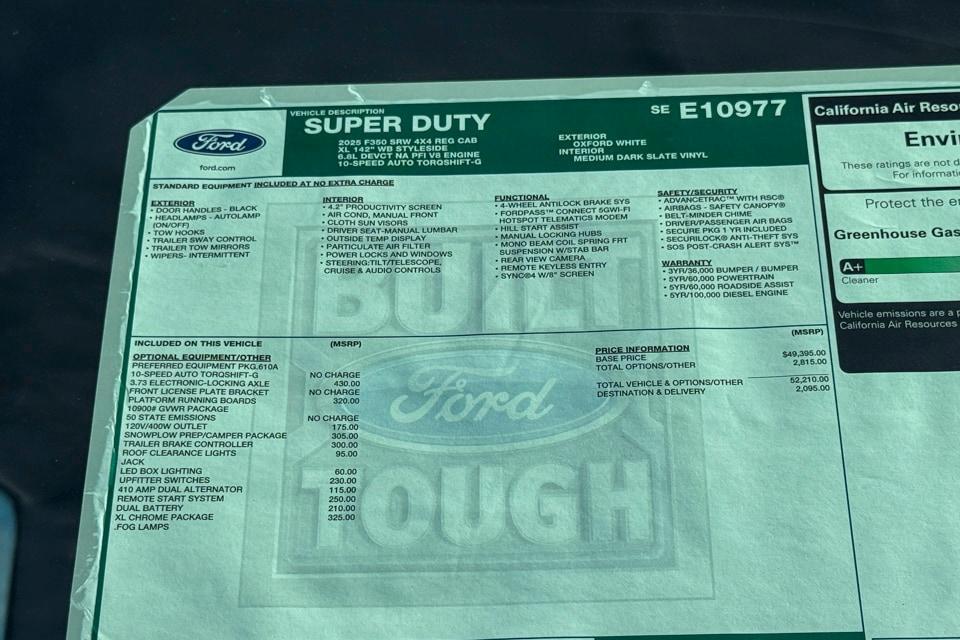 Ford
ford.com
VEHICLE DESCRIPTION
SUPER DUTY
2025 F350 SRW 4X4 REG CAB
XL 142" WB STYLESIDE
6.8L DEVCT NA PFI V8 ENGINE
10-SPEED AUTO TORQSHIFT-G
SE E10977
EXTERIOR
OXFORD WHITE
INTERIOR
MEDIUM DARK SLATE VINYL
STANDARD EQUIPMENT INCLUDED AT NO EXTRA CHARGE
EXTERIOR
• DOOR HANDLES - BLACK
• HEADLAMPS - AUTOLAMP
(ON/OFF)
• TOW HOOKS
• TRAILER SWAY CONTROL
• TRAILER TOW MIRRORS
• WIPERS- INTERMITTENT
INTERIOR
• 4.2" PRODUCTIVITY SCREEN
• AIR COND, MANUAL FRONT
• CLOTH SUN VISORS
• DRIVER SEAT-MANUAL LUMBAR
• OUTSIDE TEMP DISPLAY
• PARTICULATE AIR FILTER
• POWER LOCKS AND WINDOWS
• STEERING:TILT/TELESCOPE,
CRUISE & AUDIO CONTROLS
FUNCTIONAL
• 4-WHEEL ANTILOCK BRAKE SYS
• FORDPASS™ CONNECT 5GWI-FI
HOTSPOT TELEMATICS MODEM
• HILL START ASSIST
• MANUAL LOCKING HUBS
• MONO BEAM COIL SPRING FRT
SUSPENSION W/STAB BAR
• REAR VIEW CAMERA
• REMOTE KEYLESS ENTRY
• SYNC®4 W/8" SCREEN
SAFETY/SECURITY
• ADVANCETRAC™ WITH RSC®
• AIRBAGS - SAFETY CANOPY®
• BELT-MINDER CHIME
• DRIVER/PASSENGER AIR BAGS
• SECURE PKG 1 YR INCLUDED
• SECURILOCK® ANTI-THEFT SYS
• SOS POST-CRASH ALERT SYS™
WARRANTY
• 3YR/36,000 BUMPER / BUMPER
• 5YR/60,000 POWERTRAIN
• 5YR/60,000 ROADSIDE ASSIST
• 5YR/100,000 DIESEL ENGINE
BUILT
Ford
TOUGH
INCLUDED ON THIS VEHICLE (MSRP)
OPTIONAL EQUIPMENT/OTHER
PREFERRED EQUIPMENT PKG.610A
10-SPEED AUTO TORQSHIFT-G NO CHARGE
3.73 ELECTRONIC-LOCKING AXLE 430.00
FRONT LICENSE PLATE BRACKET NO CHARGE
PLATFORM RUNNING BOARDS 320.00
10900# GVWR PACKAGE
50 STATE EMISSIONS NO CHARGE
120V/400W OUTLET 175.00
SNOWPLOW PREP/CAMPER PACKAGE 305.00
TRAILER BRAKE CONTROLLER 300.00
ROOF CLEARANCE LIGHTS 95.00
JACK
LED BOX LIGHTING 60.00
UPFITTER SWITCHES 230.00
410 AMP DUAL ALTERNATOR 115.00
REMOTE START SYSTEM 250.00
DUAL BATTERY 210.00
XL CHROME PACKAGE 325.00
.FOG LAMPS
(MSRP)
PRICE INFORMATION
BASE PRICE $49,395.00
TOTAL OPTIONS/OTHER 2,815.00
TOTAL VEHICLE & OPTIONS/OTHER 52,210.00
DESTINATION & DELIVERY 2,095.00
California Air Reso
Envi
These ratings are not d
For informatio
Protect the e
Greenhouse Gas
A+
Cleaner
Vehicle emissions are a p
California Air Resources